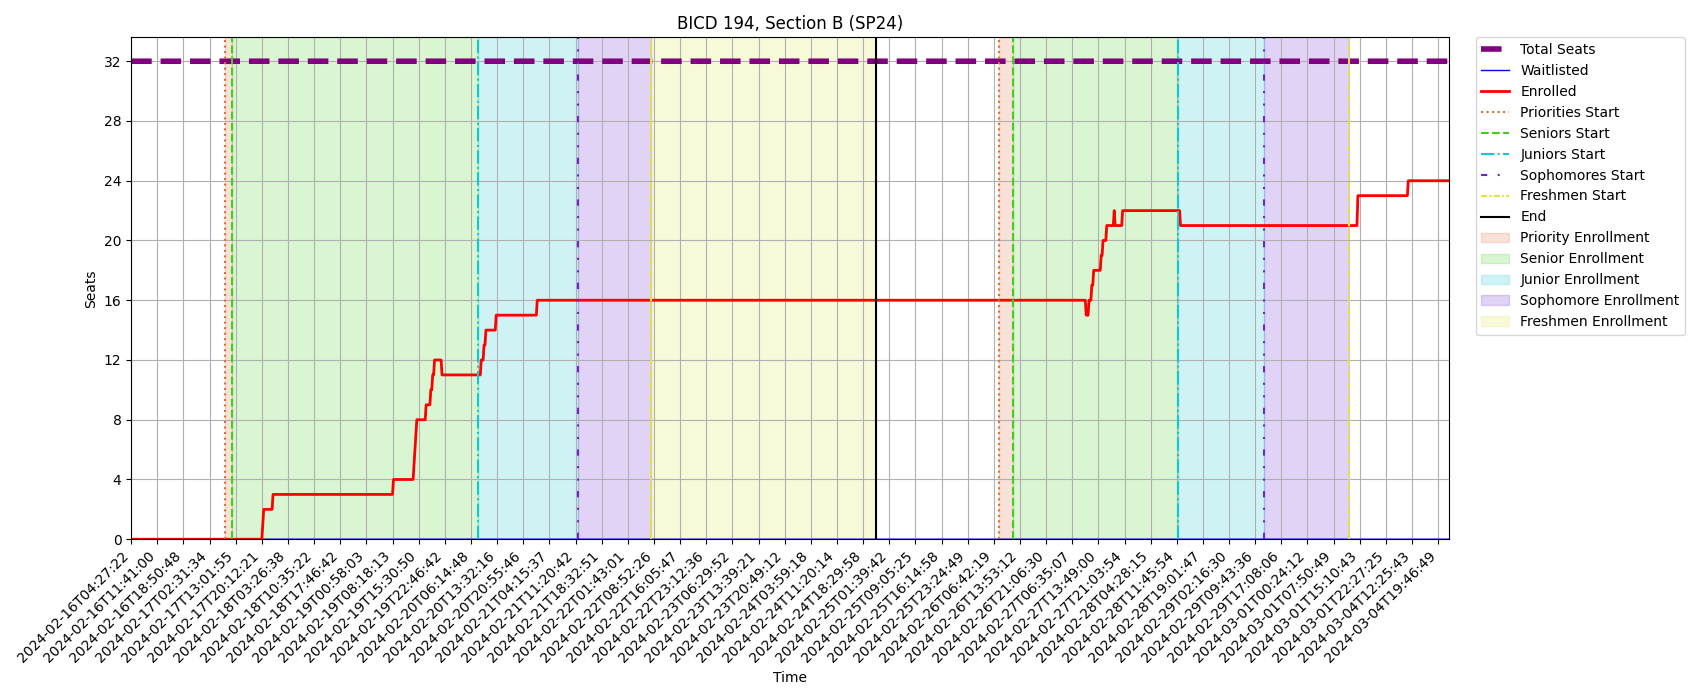 BICD 194, Section B (SP24)
Seats
32
28
24
20
16
12
8
4
0
2024-02-16T04:27:22
2024-02-16T11:41:00
2024-02-16T18:50:48
2024-02-17T02:31:34
2024-02-17T13:01:55
2024-02-17T20:12:21
2024-02-18T03:26:38
2024-02-18T10:35:22
2024-02-18T17:46:42
2024-02-19T00:58:03
2024-02-19T08:18:13
2024-02-19T15:30:50
2024-02-19T22:46:42
2024-02-20T06:14:48
2024-02-20T13:32:16
2024-02-20T20:55:46
2024-02-21T04:15:37
2024-02-21T11:20:42
2024-02-21T18:32:51
2024-02-22T01:43:01
2024-02-22T08:52:26
2024-02-22T16:05:47
2024-02-22T23:12:36
2024-02-23T06:29:52
2024-02-23T13:39:21
2024-02-23T20:49:12
2024-02-24T03:59:18
2024-02-24T11:20:14
2024-02-24T18:29:58
2024-02-25T01:39:42
2024-02-25T09:05:25
2024-02-25T16:14:58
2024-02-25T23:24:49
2024-02-26T06:42:19
2024-02-26T13:53:12
2024-02-26T21:06:30
2024-02-27T06:35:07
2024-02-27T13:49:00
2024-02-27T21:03:54
2024-02-28T04:28:15
2024-02-28T11:45:54
2024-02-28T19:01:47
2024-02-29T02:16:30
2024-02-29T09:43:36
2024-02-29T17:08:06
2024-03-01T00:24:12
2024-03-01T07:50:49
2024-03-01T15:10:43
2024-03-01T22:27:25
2024-03-04T12:25:43
2024-03-04T19:46:49
Time
Total Seats
Waitlisted
Enrolled
Priorities Start
Seniors Start
Juniors Start
Sophomores Start
Freshmen Start
End
Priority Enrollment
Senior Enrollment
Junior Enrollment
Sophomore Enrollment
Freshmen Enrollment